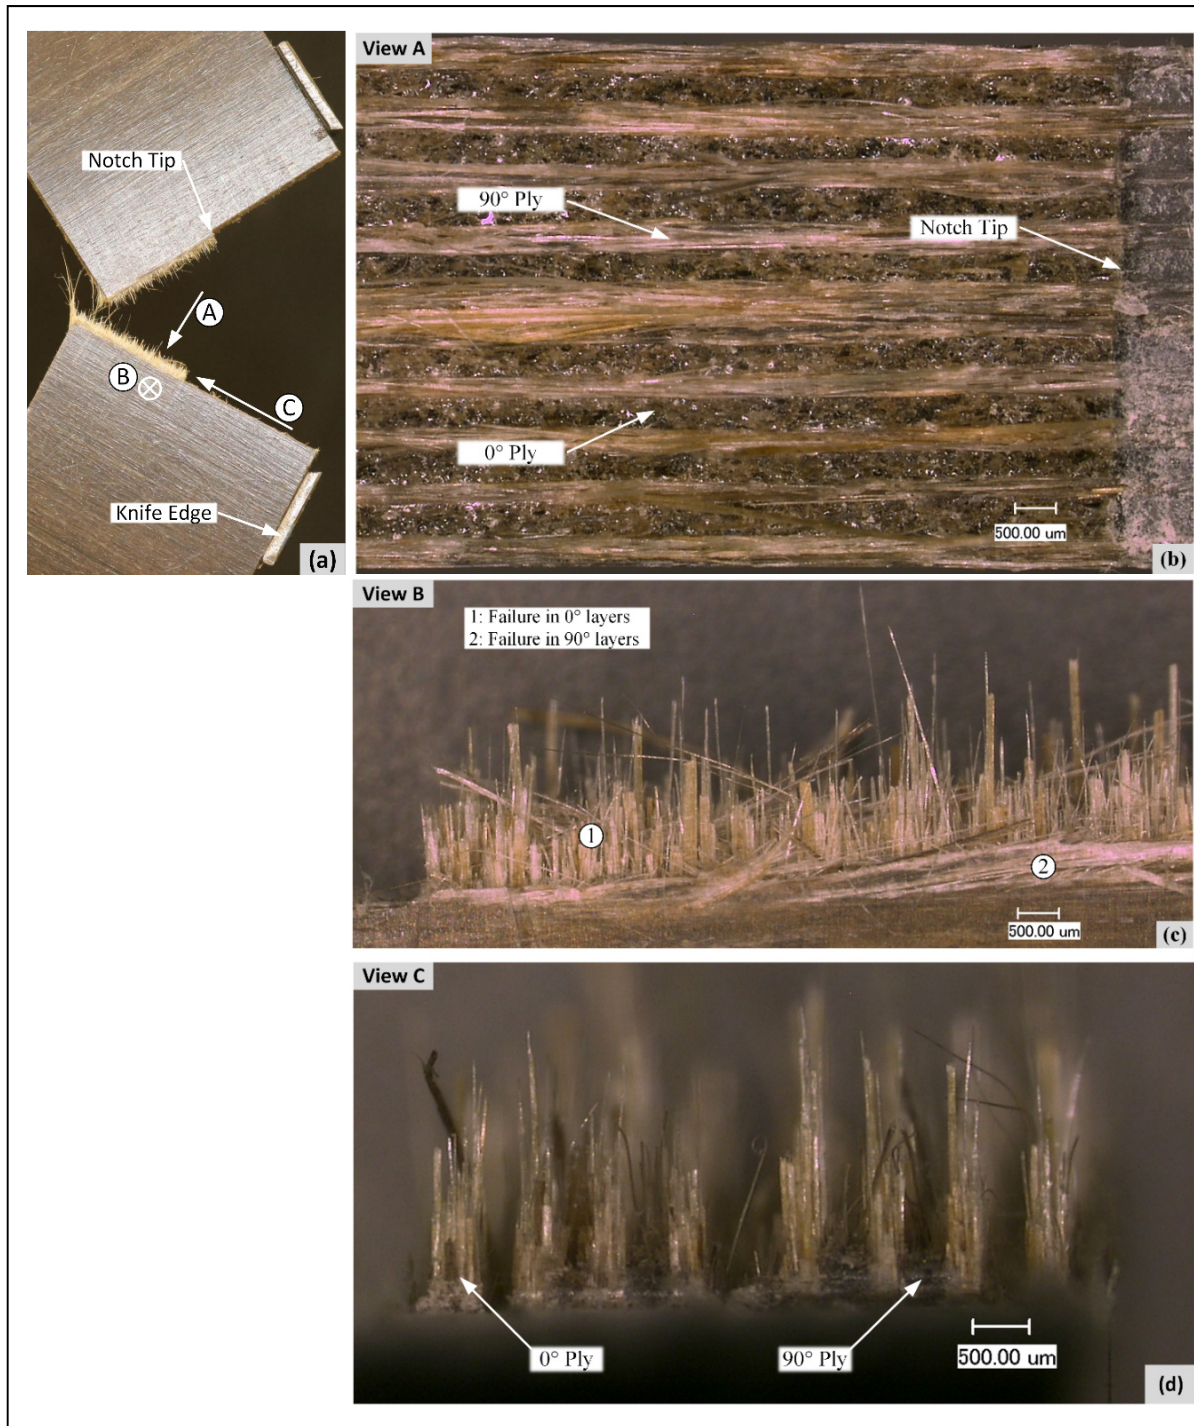 Notch Tip
A
B
C
Knife Edge
(a)
View A
90° Ply
Notch Tip
0° Ply
500.00 um
(b)
View B
1: Failure in 0° layers
2: Failure in 90° layers
1
2
500.00 um
(c)
View C
0° Ply
90° Ply
500.00 um
(d)